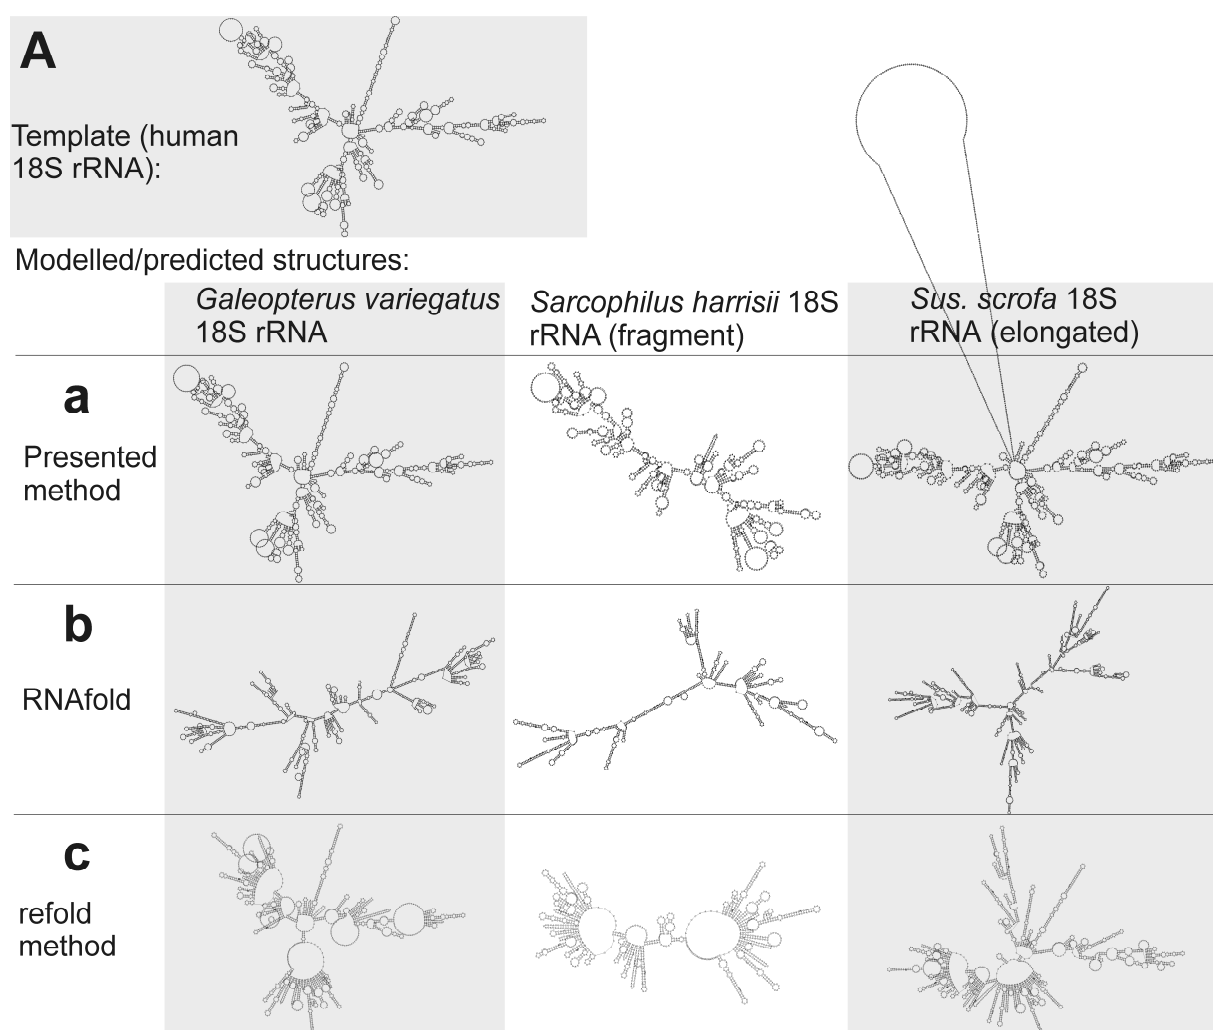 A
Template (human
18S rRNA):
Modelled/predicted structures:
Galeopterus variegatus
18S rRNA
Sarcophilus harrisii 18S
rRNA (fragment)
Sus. scrofa 18S
rRNA (elongated)
a
Presented
method
b
RNAfold
c
refold
method